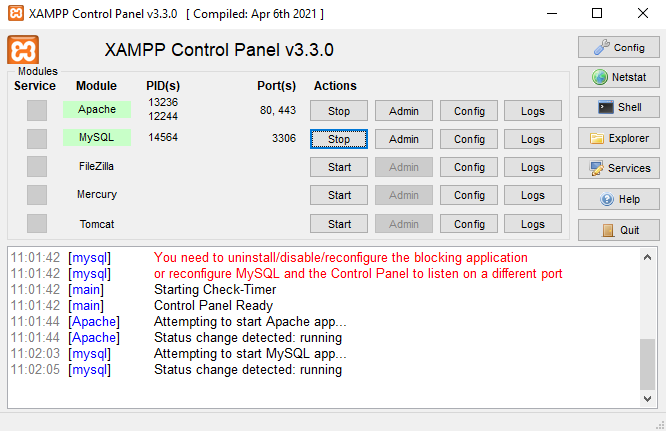 XAMPP Control Panel v3.3.0 [ Compiled: Apr 6th 2021 ]
XAMPP Control Panel v3.3.0
Config
Modules
Service Module PID(s) Port(s) Actions
Netstat
Apache 13236 12244 80, 443 Stop Admin Config Logs
Shell
MySQL 14564 3306 Stop Admin Config Logs
Explorer
FileZilla Start Admin Config Logs
Services
Mercury Start Admin Config Logs
Help
Tomcat Start Admin Config Logs
Quit
11:01:42 [mysql] You need to uninstall/disable/reconfigure the blocking application
11:01:42 [mysql] or reconfigure MySQL and the Control Panel to listen on a different port
11:01:42 [main] Starting Check-Timer
11:01:42 [main] Control Panel Ready
11:01:44 [Apache] Attempting to start Apache app...
11:01:44 [Apache] Status change detected: running
11:02:03 [mysql] Attempting to start MySQL app...
11:02:05 [mysql] Status change detected: running